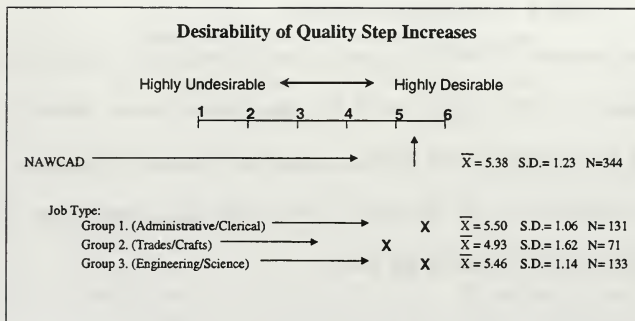 Desirability of Quality Step Increases
Highly Undesirable Highly Desirable
1 2 3 4 5 6
NAWCAD X̅ = 5.38 S.D.= 1.23 N=344
Job Type:
Group 1. (Administrative/Clerical) X X̅ = 5.50 S.D.= 1.06 N= 131
Group 2. (Trades/Crafts) X X̅ = 4.93 S.D.= 1.62 N= 71
Group 3. (Engineering/Science) X X̅ = 5.46 S.D.= 1.14 N= 133